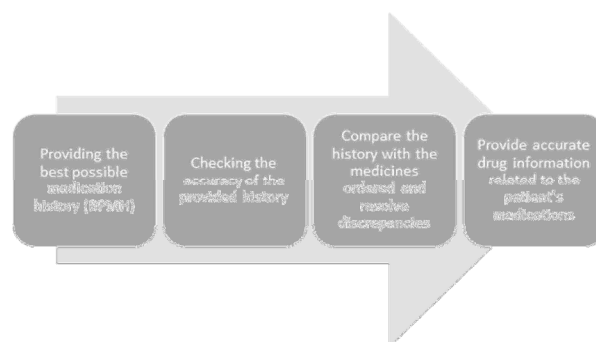 Providing the
best possible
medication
history (BPMH)
Checking the
accuracy of the
provided history
Compare the
history with the
medicines
ordered and
resolve
discrepancies
Provide accurate
drug information
related to the
patient's
medications